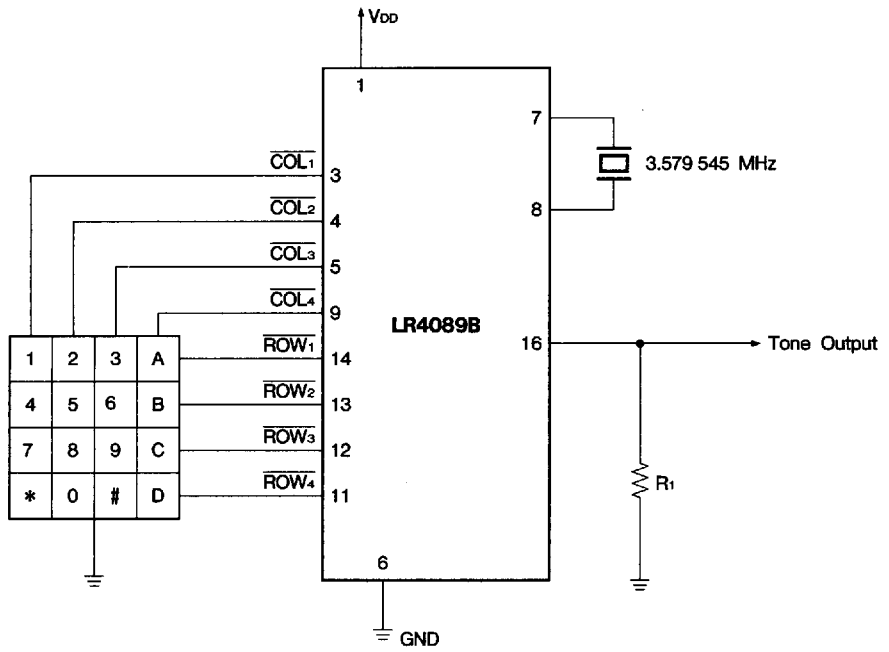 VDD
1
7
COL1
3
3.579 545 MHz
COL2
4
8
COL3
5
COL4
9
LR4089B
1 2 3 A
ROW1
14
16
Tone Output
4 5 6 B
ROW2
13
7 8 9 C
ROW3
12
* 0 # D
ROW4
11
R1
6
GND